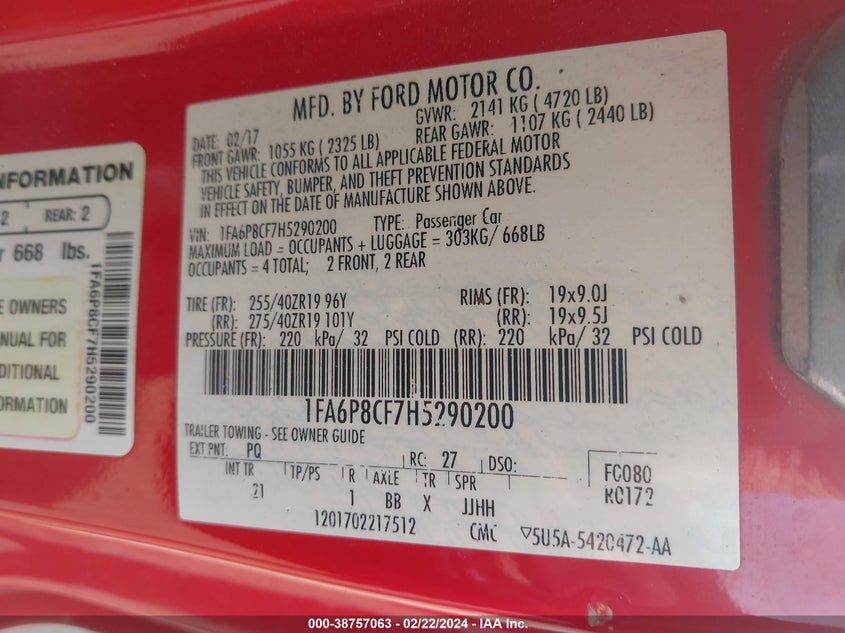 MFD. BY FORD MOTOR CO.
DATE: 02/17 GVWR: 2141 KG ( 4720 LB)
FRONT GAWR: 1055 KG ( 2325 LB) REAR GAWR: 1107 KG ( 2440 LB)
THIS VEHICLE CONFORMS TO ALL APPLICABLE FEDERAL MOTOR
VEHICLE SAFETY, BUMPER, AND THEFT PREVENTION STANDARDS
IN EFFECT ON THE DATE OF MANUFACTURE SHOWN ABOVE.
VIN: 1FA6P8CF7H5290200 TYPE: Passenger Car
MAXIMUM LOAD = OCCUPANTS + LUGGAGE = 303KG/ 668LB
OCCUPANTS = 4 TOTAL; 2 FRONT, 2 REAR
TIRE (FR): 255/40ZR19 96Y RIMS (FR): 19x9.0J
(RR): 275/40ZR19 101Y (RR): 19x9.5J
PRESSURE (FR): 220 kPa/ 32 PSI COLD (RR): 220 kPa/ 32 PSI COLD
1FA6P8CF7H5290200
TRAILER TOWING - SEE OWNER GUIDE
EXT PNT: PQ RC: 27 DSO: FC080
INT TR TP/PS R AXLE TR SPR RC172
21 1 BB X JJHH
1201702217512 CMC ▽5U5A-5420472-AA
NFORMATION
2 REAR: 2
668 lbs.
E OWNERS
NUAL FOR
DITIONAL
FORMATION
1FA6P8CF7H5290200
000-38757063 - 02/22/2024 - IAA Inc.